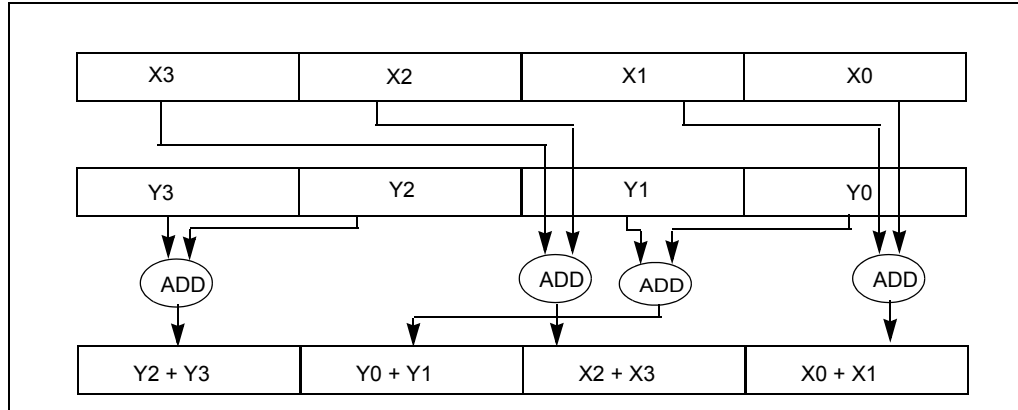 X3 X2 X1 X0
Y3 Y2 Y1 Y0
ADD ADD ADD ADD
Y2 + Y3 Y0 + Y1 X2 + X3 X0 + X1